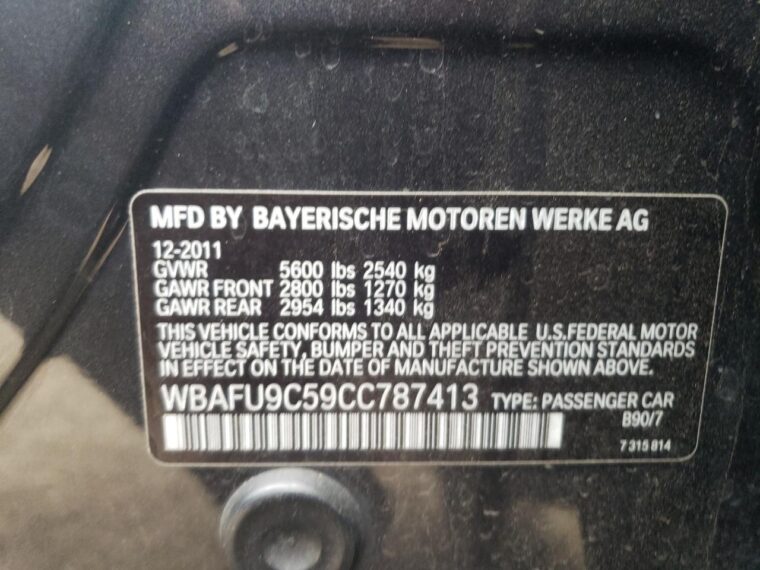 MFD BY BAYERISCHE MOTOREN WERKE AG
12-2011
GVWR 5600 lbs 2540 kg
GAWR FRONT 2800 lbs 1270 kg
GAWR REAR 2954 lbs 1340 kg
THIS VEHICLE CONFORMS TO ALL APPLICABLE U.S.FEDERAL MOTOR
VEHICLE SAFETY, BUMPER AND THEFT PREVENTION STANDARDS
IN EFFECT ON THE DATE OF MANUFACTURE SHOWN ABOVE.
WBAFU9C59CC787413 TYPE: PASSENGER CAR
B90/7
7 315 814